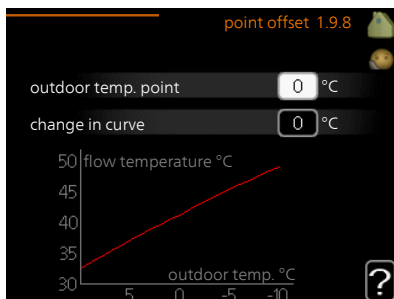 point offset 1.9.8
outdoor temp. point 0 °C
change in curve 0 °C
50 flow temperature °C
45
40
35
30
outdoor temp. °C
5 0 -5 -10
?